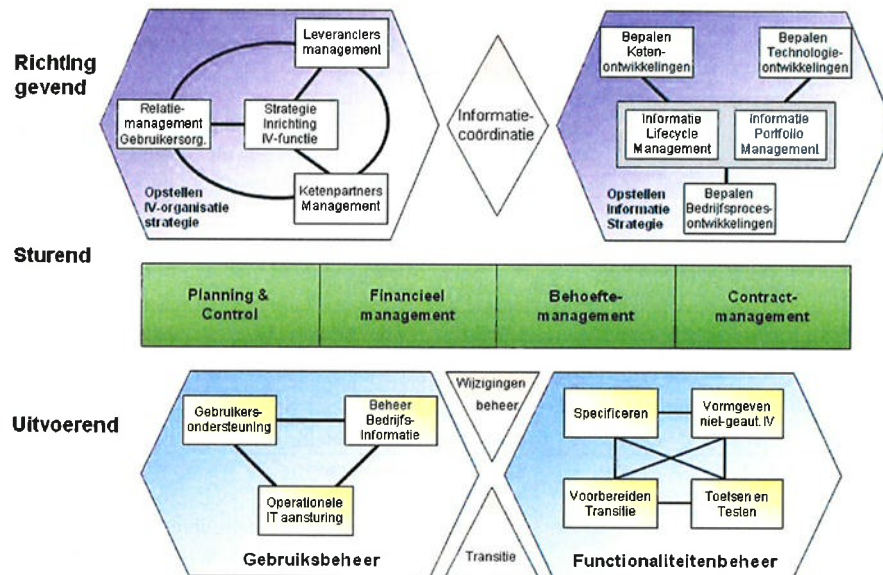 Richting
gevend
Leveranciers
management
Relatie-
management
Gebruikersorg.
Strategie
Inrichting
IV-functie
Ketenpartners
Management
Opstellen
IV-organisatie
strategie
Informatie-
coördinatie
Bepalen
Keten-
ontwikkelingen
Bepalen
Technologie-
ontwikkelingen
Informatie
Lifecycle
Management
Informatie
Portfolio
Management
Opstellen
Informatie
Strategie
Bepalen
Bedrijfsproces-
ontwikkelingen
Sturend
Planning &
Control
Financieel
management
Behoefte-
management
Contract-
management
Uitvoerend
Gebruikers-
ondersteuning
Beheer
Bedrijfs-
Informatie
Operationele
IT aansturing
Gebruiksbeheer
Wijzigingen
beheer
Transitie
Specificeren
Vormgeven
niet-geaut. IV
Voorbereiden
Transitie
Toetsen en
Testen
Functionaliteitenbeheer